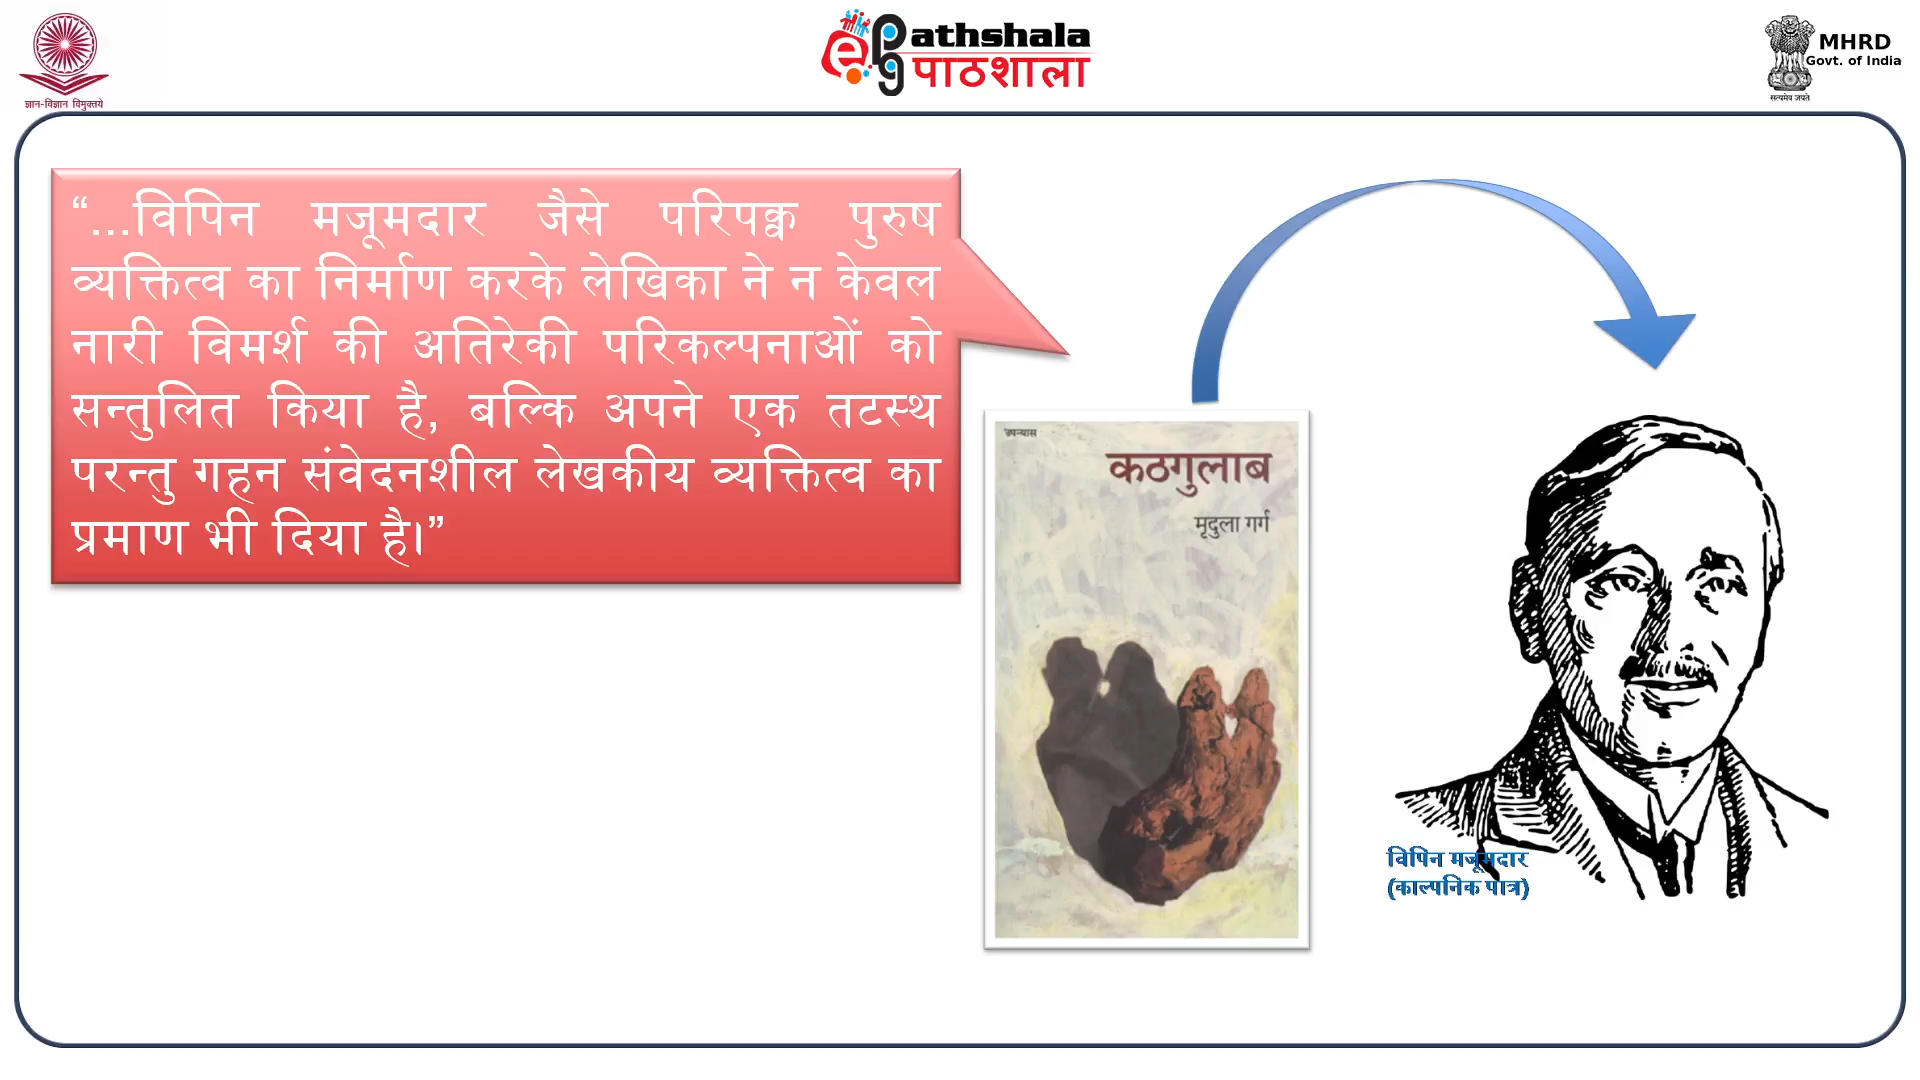 ज्ञान-विज्ञान विमुक्तये
ePathshala
पाठशाला
MHRD
Govt. of India
सत्यमेव जयते
“...विपिन मजूमदार जैसे परिपक्व पुरुष
व्यक्तित्व का निर्माण करके लेखिका ने न केवल
नारी विमर्श की अतिरेकी परिकल्पनाओं को
सन्तुलित किया है, बल्कि अपने एक तटस्थ
परन्तु गहन संवेदनशील लेखकीय व्यक्तित्व का
प्रमाण भी दिया है।”
उपन्यास
कठगुलाब
मृदुला गर्ग
विपिन मजूमदार
(काल्पनिक पात्र)